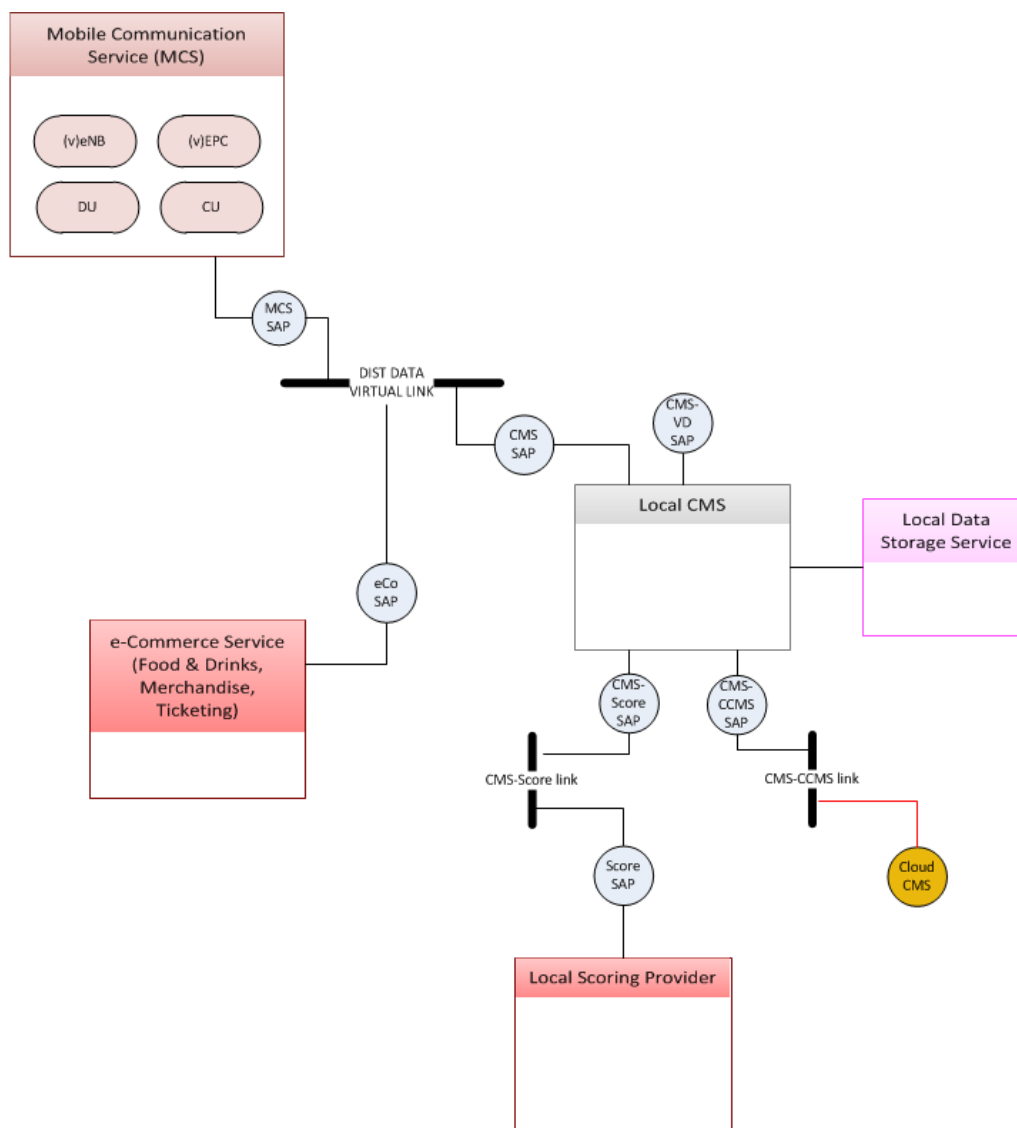 Mobile Communication
Service (MCS)
(v)eNB
(v)EPC
DU
CU
MCS
SAP
DIST DATA
VIRTUAL LINK
CMS
SAP
CMS-
VD
SAP
Local CMS
Local Data
Storage Service
eCo
SAP
e-Commerce Service
(Food & Drinks,
Merchandise,
Ticketing)
CMS-
Score
SAP
CMS-
CCMS
SAP
CMS-Score link
CMS-CCMS link
Score
SAP
Cloud
CMS
Local Scoring Provider